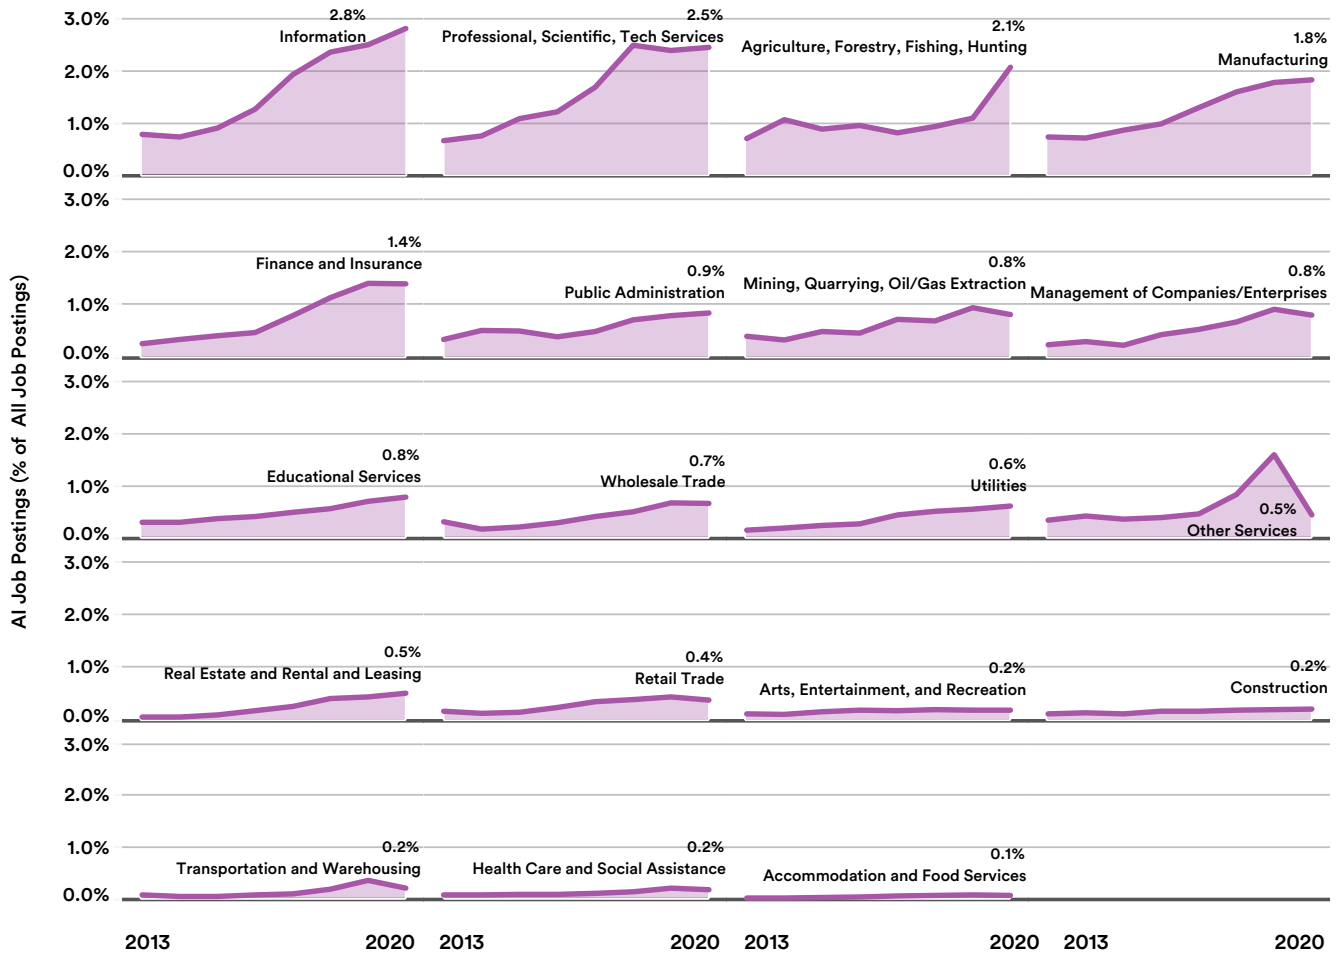 AI Job Postings (% of All Job Postings)
3.0%
2.0%
1.0%
0.0%
2.8%
Information
2.5%
Professional, Scientific, Tech Services
2.1%
Agriculture, Forestry, Fishing, Hunting
1.8%
Manufacturing
3.0%
2.0%
1.0%
0.0%
1.4%
Finance and Insurance
0.9%
Public Administration
0.8%
Mining, Quarrying, Oil/Gas Extraction
0.8%
Management of Companies/Enterprises
3.0%
2.0%
1.0%
0.0%
0.8%
Educational Services
0.7%
Wholesale Trade
0.6%
Utilities
0.5%
Other Services
3.0%
2.0%
1.0%
0.0%
0.5%
Real Estate and Rental and Leasing
0.4%
Retail Trade
0.2%
Arts, Entertainment, and Recreation
0.2%
Construction
3.0%
2.0%
1.0%
0.0%
0.2%
Transportation and Warehousing
0.2%
Health Care and Social Assistance
0.1%
Accommodation and Food Services
2013 2020 2013 2020 2013 2020 2013 2020